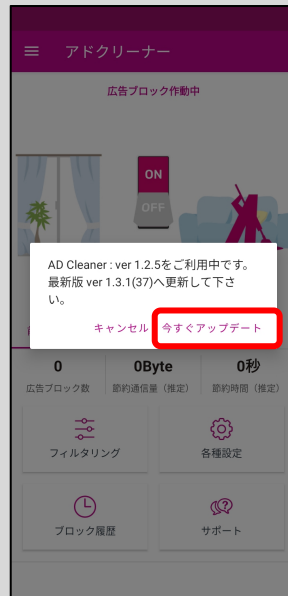 アドクリーナー
広告ブロック作動中
ON
OFF
AD Cleaner : ver 1.2.5をご利用中です。
最新版 ver 1.3.1(37)へ更新して下さ
い。
キャンセル 今すぐアップデート
0 0Byte 0秒
広告ブロック数 節約通信量（推定） 節約時間（推定）
フィルタリング 各種設定
ブロック履歴 サポート